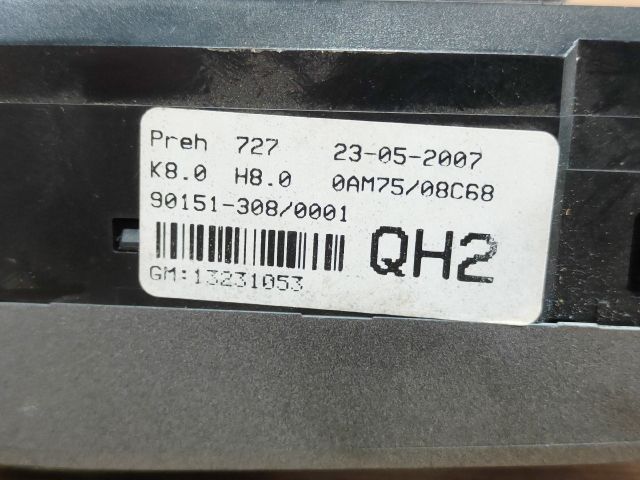 Preh 727 23-05-2007
K8.0 H8.0 0AM75/08C68
90151-308/0001
QH2
GM:13231053